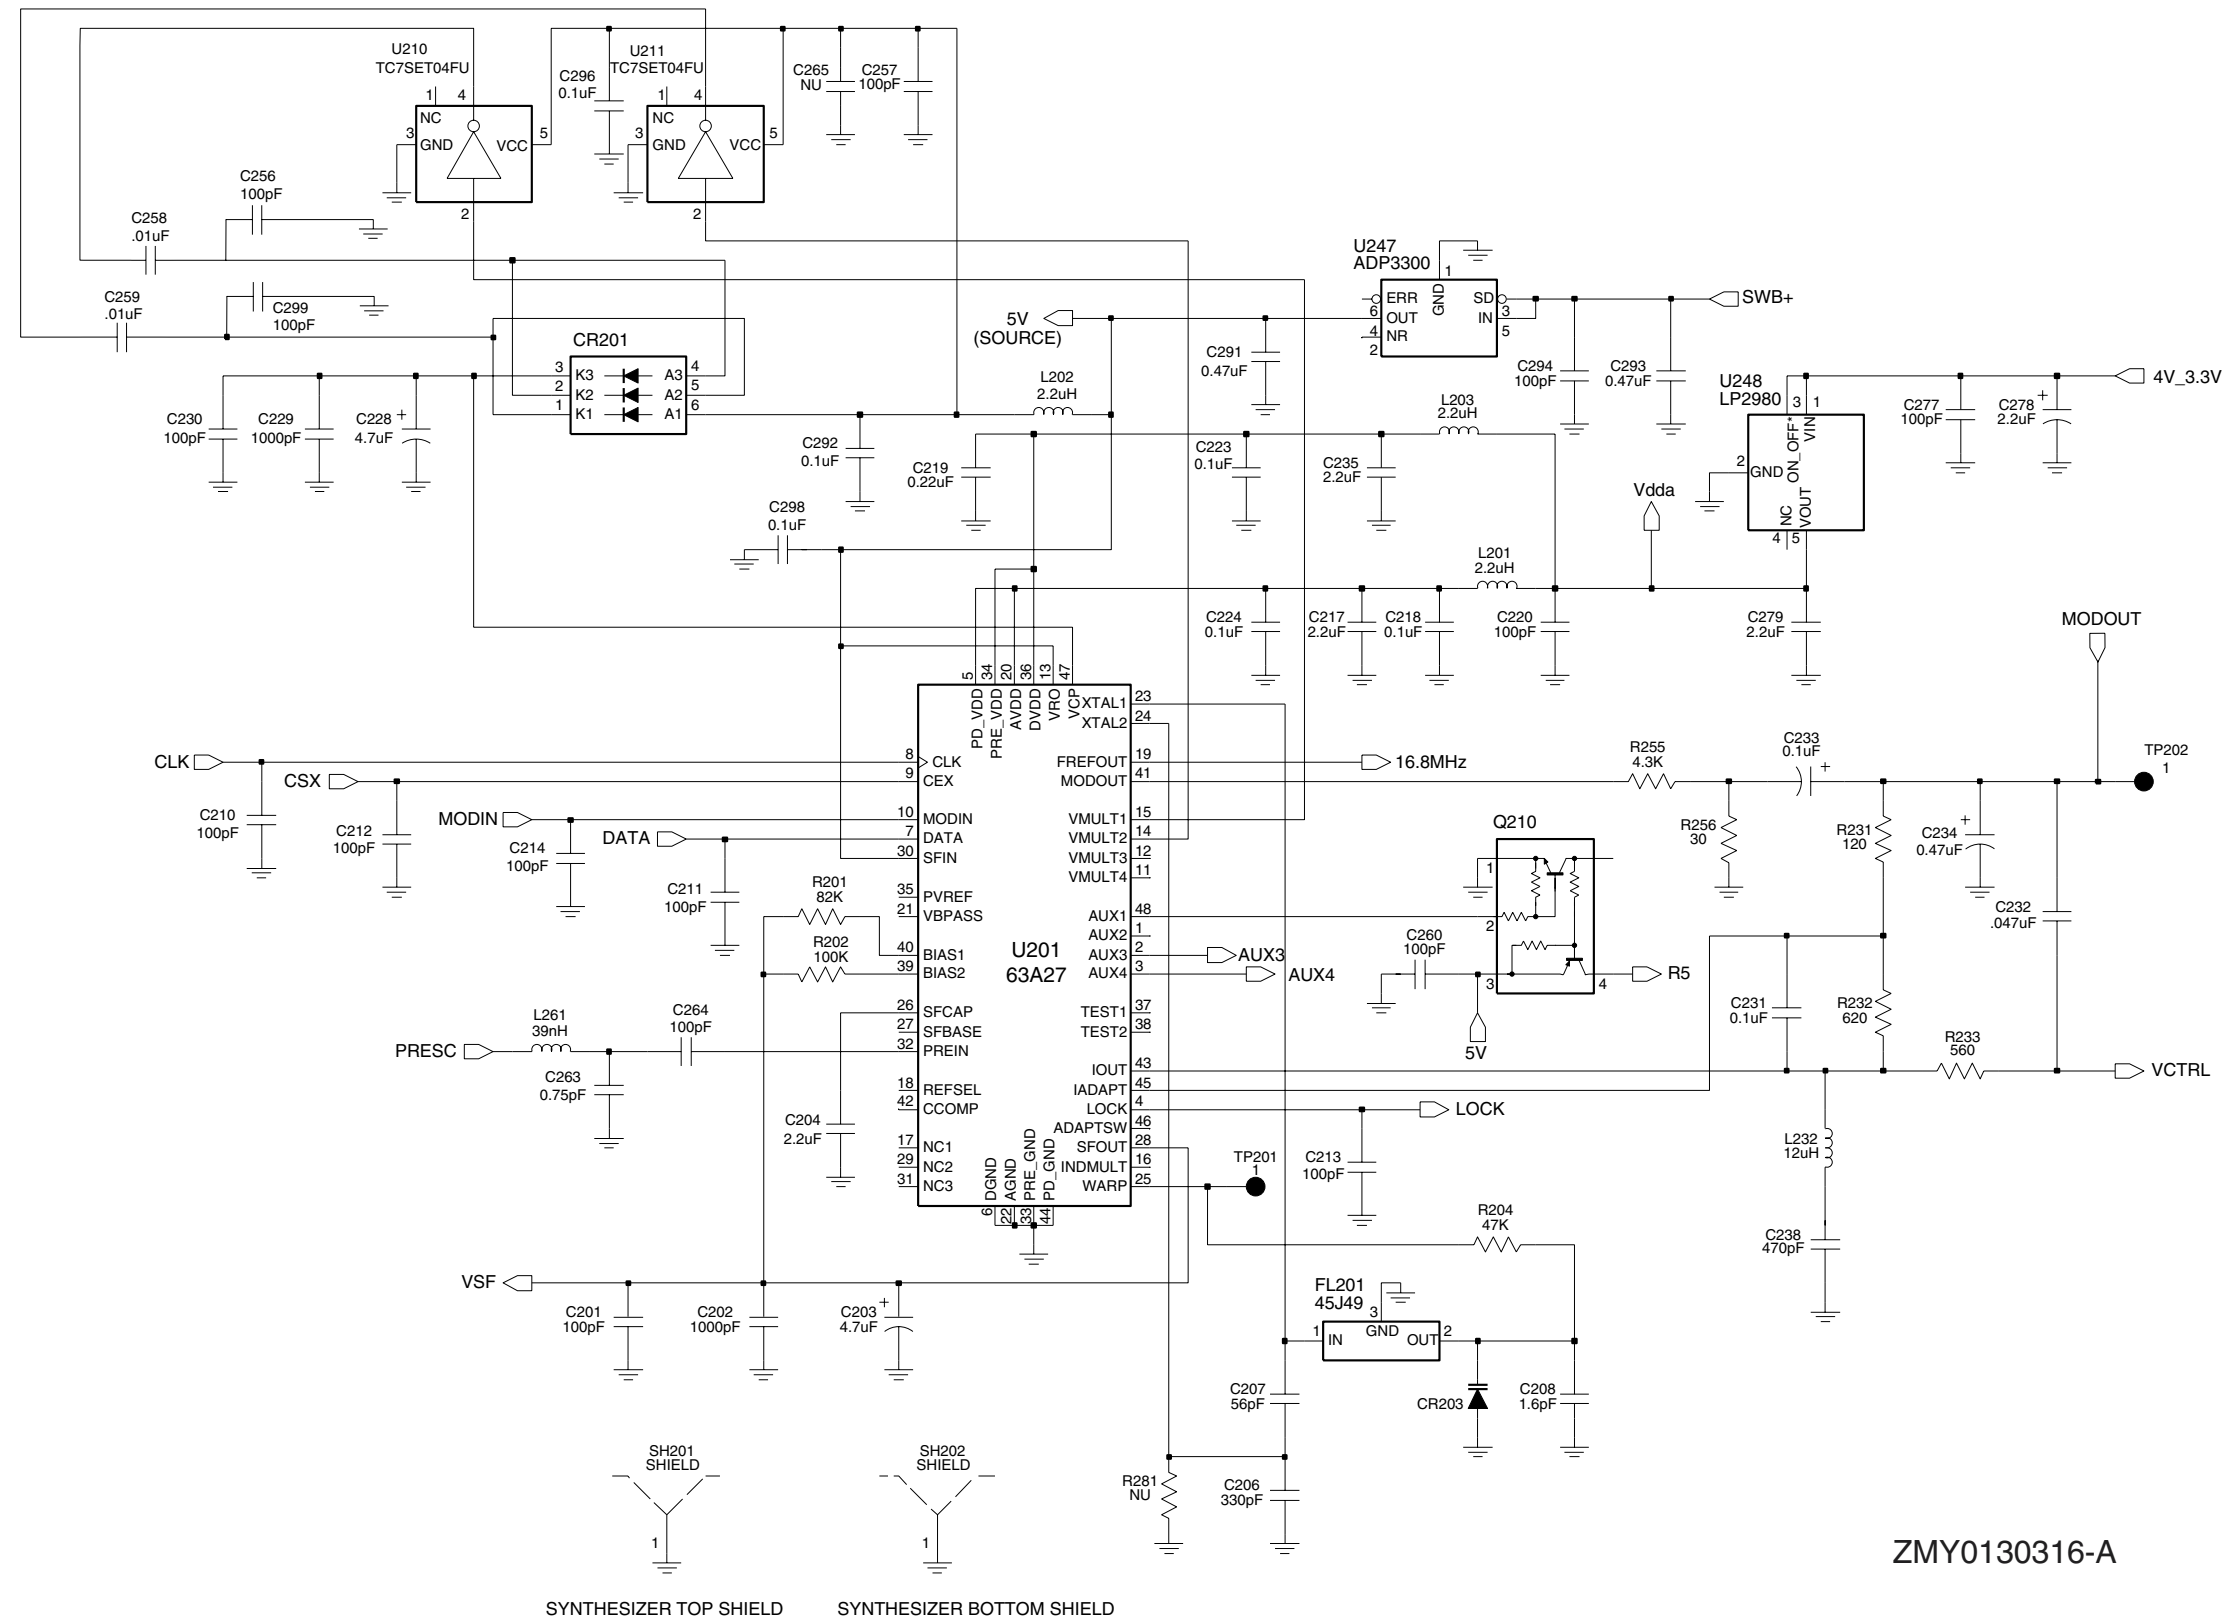 U210
TC7SET04FU
1
4
NC
3
GND
VCC
5
2
C296
0.1uF
U211
TC7SET04FU
1
4
NC
3
GND
VCC
5
2
C265
NU
C257
100pF
C256
100pF
C258
.01uF
C259
.01uF
C299
100pF
CR201
3
K3
A3
4
2
K2
A2
5
1
K1
A1
6
C230
100pF
C229
1000pF
C228
4.7uF
+
5V
(SOURCE)
L202
2.2uH
C292
0.1uF
C219
0.22uF
C298
0.1uF
U247
ADP3300
1
GND
ERR
SD
6
OUT
IN
3
4
NR
5
2
SWB+
C291
0.47uF
C294
100pF
C293
0.47uF
L203
2.2uH
C223
0.1uF
C235
2.2uF
U248
LP2980
3
1
ON_OFF*
VIN
2
GND
NC
VOUT
4
5
4V_3.3V
C277
100pF
C278
2.2uF
+
Vdda
L201
2.2uH
C224
0.1uF
C217
2.2uF
C218
0.1uF
C220
100pF
C279
2.2uF
MODOUT
5
34
20
36
13
47
PD_VDD
PRE_VDD
AVDD
DVDD
VRO
VCP
XTAL1
23
XTAL2
24
CLK
8
CLK
FREFOUT
19
16.8MHz
CSX
9
CEX
MODOUT
41
MODIN
10
MODIN
VMULT1
15
DATA
7
DATA
VMULT2
14
30
SFIN
VMULT3
12
VMULT4
11
C210
100pF
C212
100pF
C214
100pF
C211
100pF
35
PVREF
21
VBPASS
AUX1
48
AUX2
1
R201
82K
R202
100K
40
BIAS1
39
BIAS2
U201
63A27
AUX3
2
AUX3
AUX4
3
AUX4
26
SFCAP
TEST1
37
27
SFBASE
TEST2
38
PRESC
L261
39nH
C264
100pF
32
PREIN
C263
0.75pF
IOUT
43
18
REFSEL
IADAPT
45
42
CCOMP
LOCK
4
LOCK
ADAPTSW
46
17
NC1
SFOUT
28
29
NC2
INDMULT
16
31
NC3
WARP
25
DGND
AGND
PRE_GND
PD_GND
6
22
33
44
C204
2.2uF
R255
4.3K
C233
0.1uF
+
TP202
1
R256
30
R231
120
C234
0.47uF
+
C232
.047uF
Q210
1
2
3
4
C260
100pF
5V
R5
C231
0.1uF
R232
620
R233
560
VCTRL
L232
12uH
C238
470pF
TP201
1
C213
100pF
R204
47K
FL201
45J49
3
1
IN
GND
OUT
2
CR203
C208
1.6pF
C207
56pF
R281
NU
C206
330pF
VSF
C201
100pF
C202
1000pF
C203
4.7uF
+
SH201
SHIELD
1
SH202
SHIELD
1
ZMY0130316-A
SYNTHESIZER TOP SHIELD
SYNTHESIZER BOTTOM SHIELD